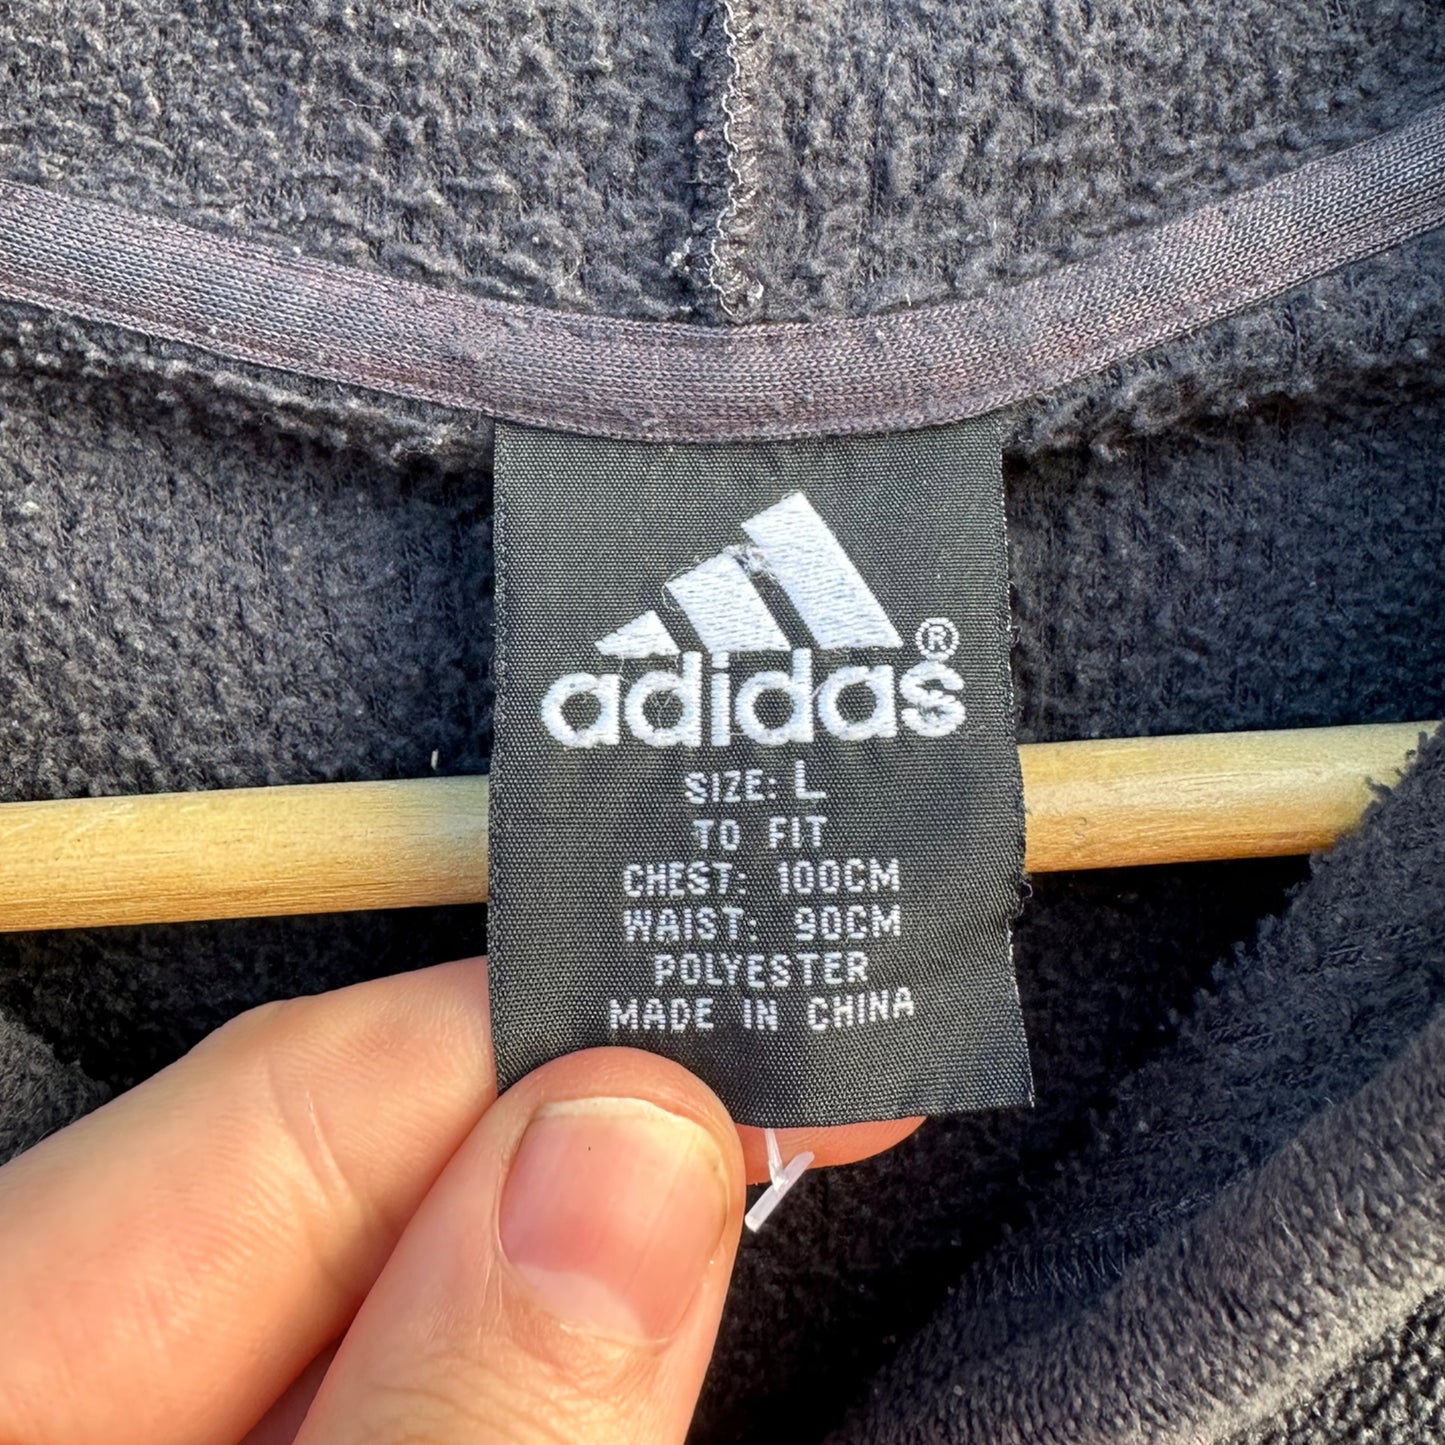 adidas®
SIZE: L
TO FIT
CHEST: 100CM
WAIST: 90CM
POLYESTER
MADE IN CHINA